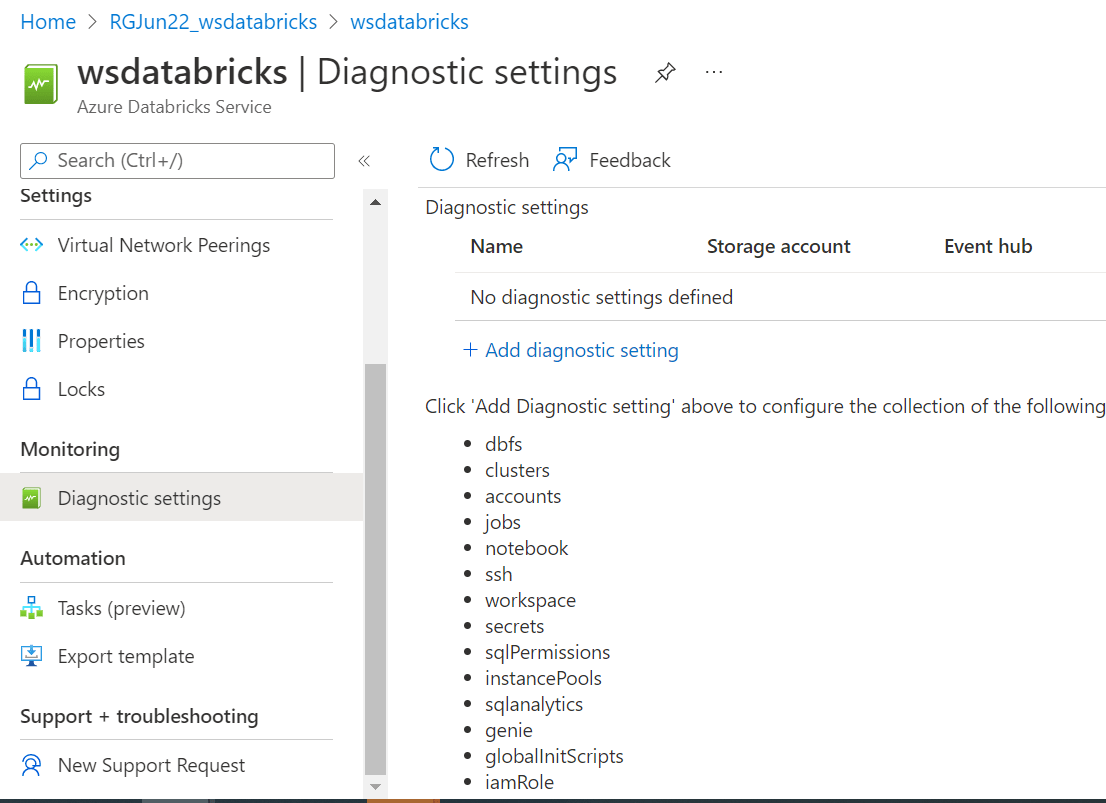 Home > RGJun22_wsdatabricks > wsdatabricks
wsdatabricks | Diagnostic settings
Azure Databricks Service
Search (Ctrl+/)
Settings
Virtual Network Peerings
Encryption
Properties
Locks
Monitoring
Diagnostic settings
Automation
Tasks (preview)
Export template
Support + troubleshooting
New Support Request
Refresh Feedback
Diagnostic settings
Name Storage account Event hub
No diagnostic settings defined
+ Add diagnostic setting
Click 'Add Diagnostic setting' above to configure the collection of the following
• dbfs
• clusters
• accounts
• jobs
• notebook
• ssh
• workspace
• secrets
• sqlPermissions
• instancePools
• sqlanalytics
• genie
• globalInitScripts
• iamRole